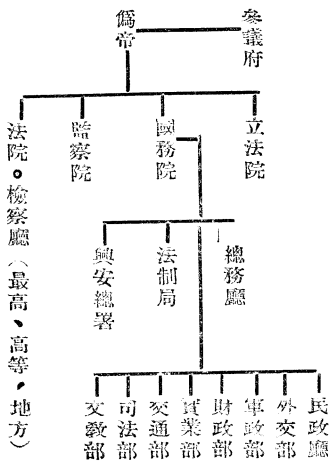 參議府
僞帝
立法院
國務院
監察院
法院。檢察廳（最高、高等，地方）
總務廳
法制局
興安總署
民政廳
外交部
軍政部
財政部
實業部
交通部
司法部
文敎部